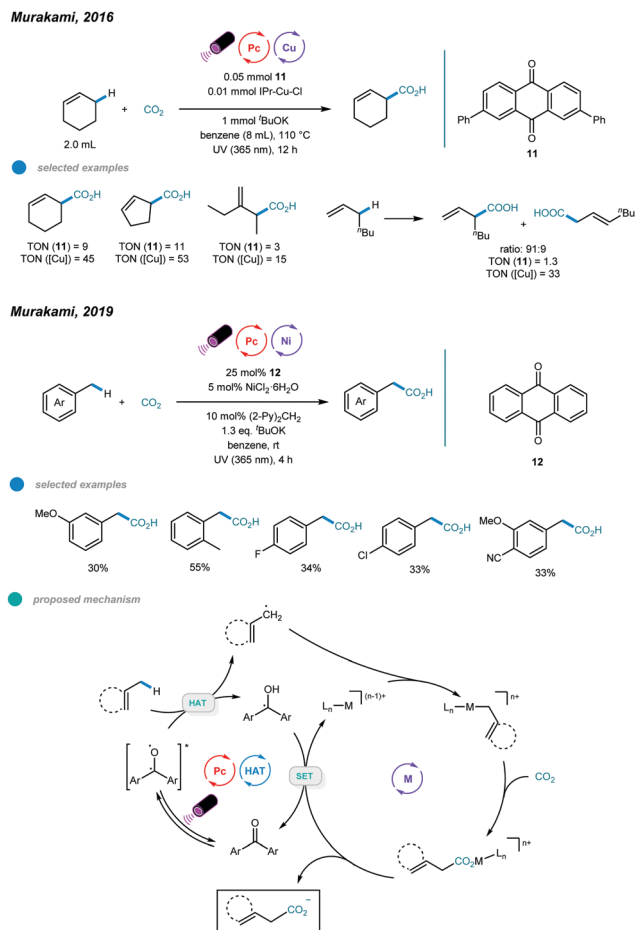 Murakami, 2016
Pc Cu
0.05 mmol 11
0.01 mmol IPr-Cu-Cl
H
+ CO2
CO2H
2.0 mL
1 mmol tBuOK
benzene (8 mL), 110 °C
UV (365 nm), 12 h
O
Ph
Ph
O
11
selected examples
CO2H
CO2H
CO2H
H
nBu
COOH
nBu
+
HOOC
nBu
TON (11) = 9
TON ([Cu]) = 45
TON (11) = 11
TON ([Cu]) = 53
TON (11) = 3
TON ([Cu]) = 15
ratio: 91:9
TON (11) = 1.3
TON ([Cu]) = 33
Murakami, 2019
Pc Ni
25 mol% 12
5 mol% NiCl2·6H2O
Ar
H
+ CO2
Ar
CO2H
10 mol% (2-Py)2CH2
1.3 eq. tBuOK
benzene, rt
UV (365 nm), 4 h
O
O
12
selected examples
MeO
CO2H
CO2H
F
CO2H
Cl
CO2H
MeO
CN
CO2H
30%
55%
34%
33%
33%
proposed mechanism
CH2
H
HAT
OH
Ar Ar
Ln M (n-1)+
Ln M n+
O *
Ar Ar
Pc HAT
SET
M
CO2
O
Ar Ar
CO2M Ln n+
CO2−